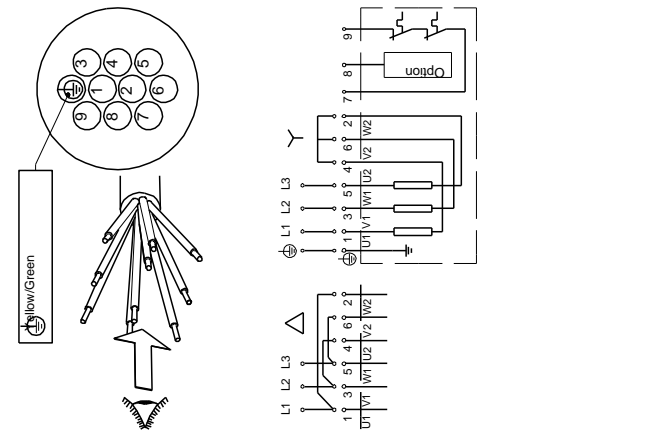 3 4 5
1 2 6
9 8 7
Yellow/Green
9
8 Option
7
2 W2
6 V2
4 U2
L3 5 W1
L2 3 V1
L1 1 U1
2 W2
6 V2
4 U2
L3 5 W1
L2 3 V1
L1 1 U1